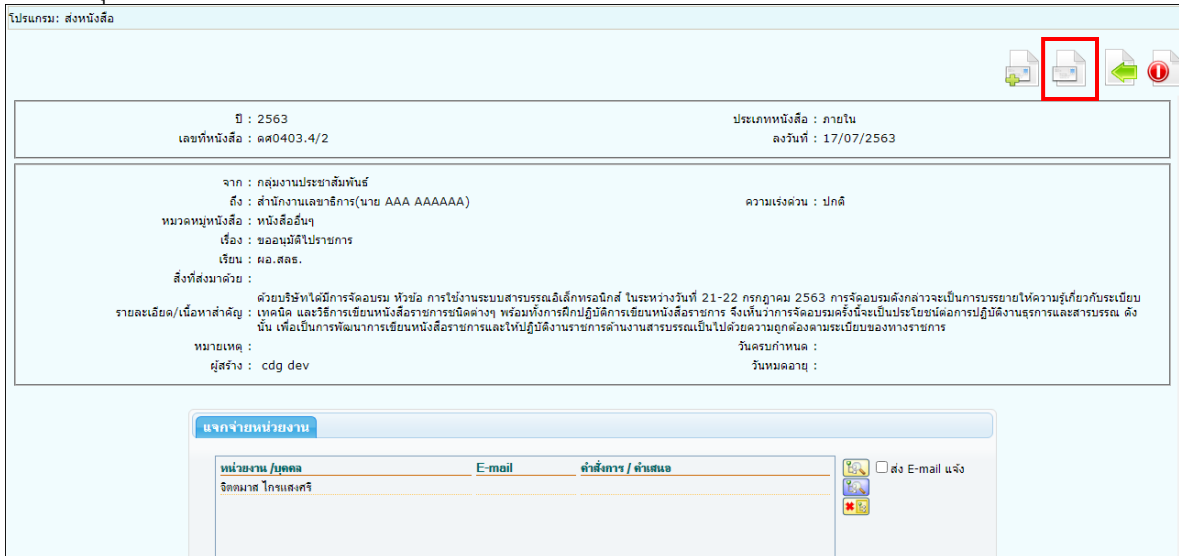 โปรแกรม: ส่งหนังสือ
ปี : 2563 ประเภทหนังสือ : ภายใน
เลขที่หนังสือ : ดศ0403.4/2 ลงวันที่ : 17/07/2563
จาก : กลุ่มงานประชาสัมพันธ์
ถึง : สำนักงานเลขาธิการ(นาย AAA AAAAAA) ความเร่งด่วน : ปกติ
หมวดหมู่หนังสือ : หนังสืออื่นๆ
เรื่อง : ขออนุมัติไปราชการ
เรียน : ผอ.สลธ.
สิ่งที่ส่งมาด้วย :
ด้วยบริษัทได้มีการจัดอบรม หัวข้อ การใช้งานระบบสารบรรณอิเล็กทรอนิกส์ ในระหว่างวันที่ 21-22 กรกฎาคม 2563 การจัดอบรมดังกล่าวจะเป็นการบรรยายให้ความรู้เกี่ยวกับระเบียบ
รายละเอียด/เนื้อหาสำคัญ : เทคนิค และวิธีการเขียนหนังสือราชการชนิดต่างๆ พร้อมทั้งการฝึกปฏิบัติการเขียนหนังสือราชการ จึงเห็นว่าการจัดอบรมครั้งนี้จะเป็นประโยชน์ต่อการปฏิบัติงานธุรการและสารบรรณ ดัง
นั้น เพื่อเป็นการพัฒนาการเขียนหนังสือราชการและให้ปฏิบัติงานราชการด้านงานสารบรรณเป็นไปด้วยความถูกต้องตามระเบียบของทางราชการ
หมายเหตุ : วันครบกำหนด :
ผู้สร้าง : cdg dev วันหมดอายุ :
แจกจ่ายหน่วยงาน
หน่วยงาน /บุคคล E-mail คำสั่งการ / คำเสนอ ส่ง E-mail แจ้ง
จิตตมาส ไกรแสงศรี